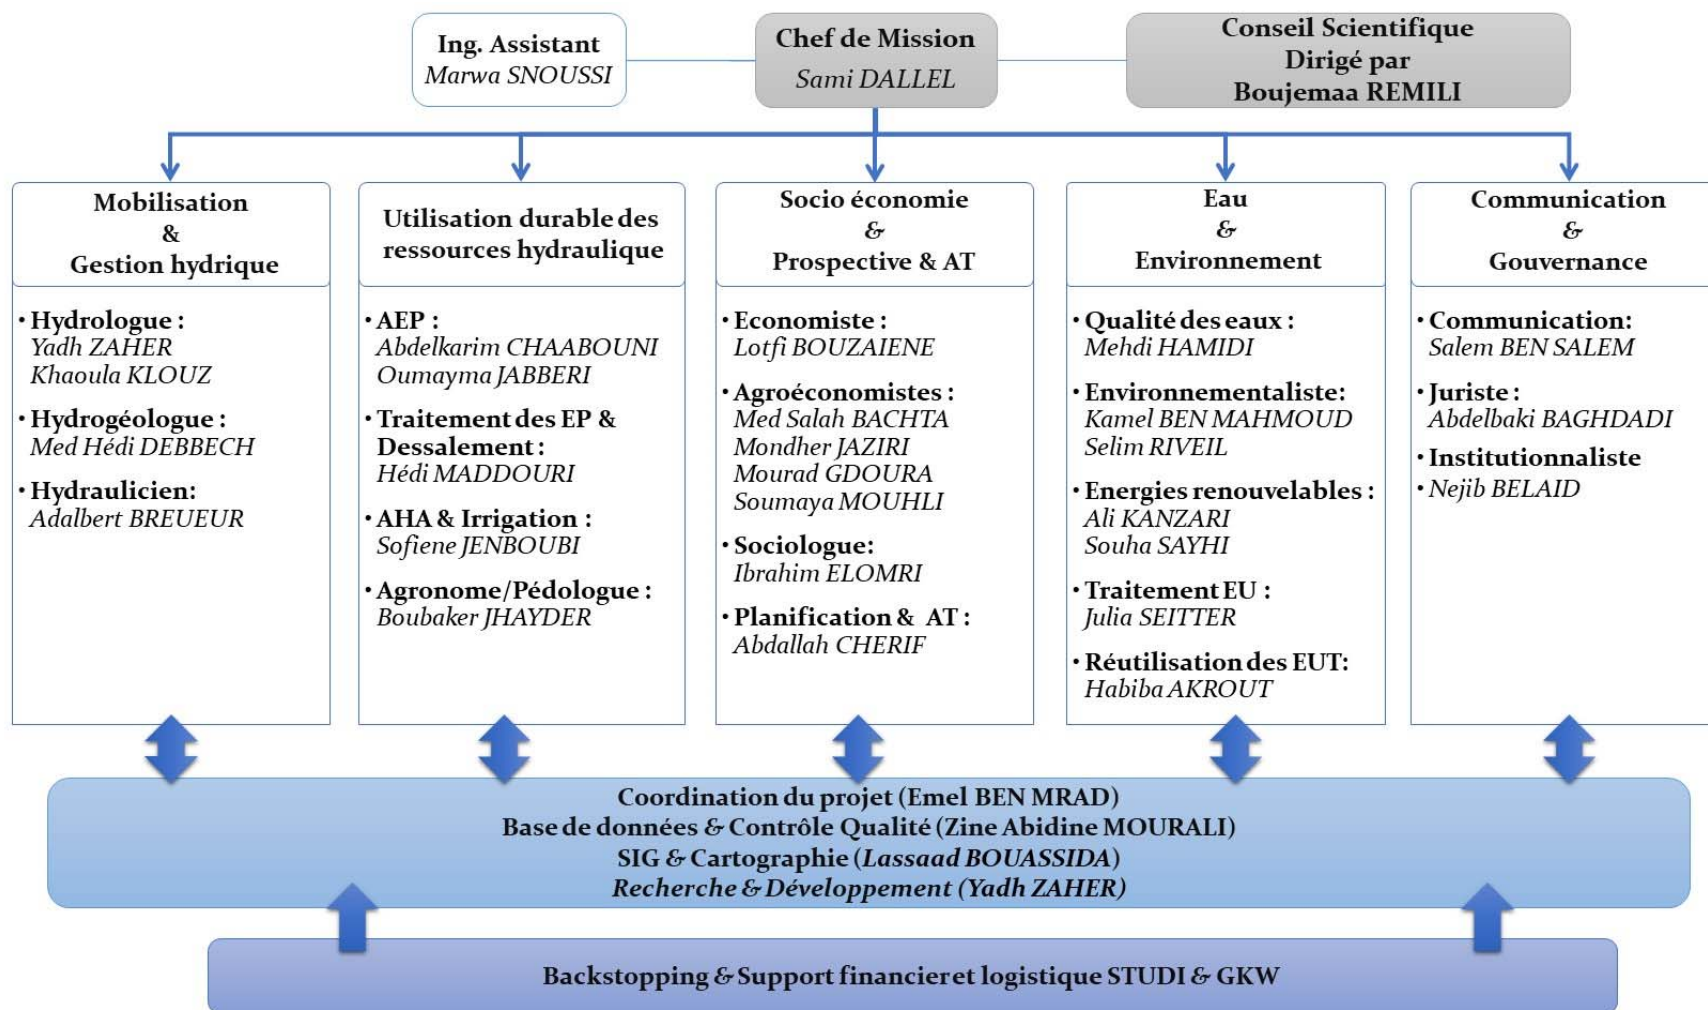 Ing. Assistant
Marwa SNOUSSI
Chef de Mission
Sami DALLEL
Conseil Scientifique
Dirigé par
Boujemaa REMILI
Mobilisation
&
Gestion hydrique
• Hydrologue :
Yadh ZAHER
Khaoula KLOUZ
• Hydrogéologue :
Med Hédi DEBBECH
• Hydraulicien:
Adalbert BREUEUR
Utilisation durable des
ressources hydraulique
• AEP :
Abdelkarim CHAABOUNI
Oumayma JABBERI
• Traitement des EP &
Dessalement :
Hédi MADDOURI
• AHA & Irrigation :
Sofiene JENBOUBI
• Agronome/Pédologue :
Boubaker JHAYDER
Socio économie
&
Prospective & AT
• Economiste :
Lotfi BOUZAIENE
• Agroéconomistes :
Med Salah BACHTA
Mondher JAZIRI
Mourad GDOURA
Soumaya MOUHLI
• Sociologue:
Ibrahim ELOMRI
• Planification & AT :
Abdallah CHERIF
Eau
&
Environnement
• Qualité des eaux :
Mehdi HAMIDI
• Environnementaliste:
Kamel BEN MAHMOUD
Selim RIVEIL
• Energies renouvelables :
Ali KANZARI
Souha SAYHI
• Traitement EU :
Julia SEITTER
• Réutilisation des EUT:
Habiba AKROUT
Communication
&
Gouvernance
• Communication:
Salem BEN SALEM
• Juriste :
Abdelbaki BAGHDADI
• Institutionnaliste
• Nejib BELAID
Coordination du projet (Emel BEN MRAD)
Base de données & Contrôle Qualité (Zine Abidine MOURALI)
SIG & Cartographie (Lassaad BOUASSIDA)
Recherche & Développement (Yadh ZAHER)
Backstopping & Support financier et logistique STUDI & GKW